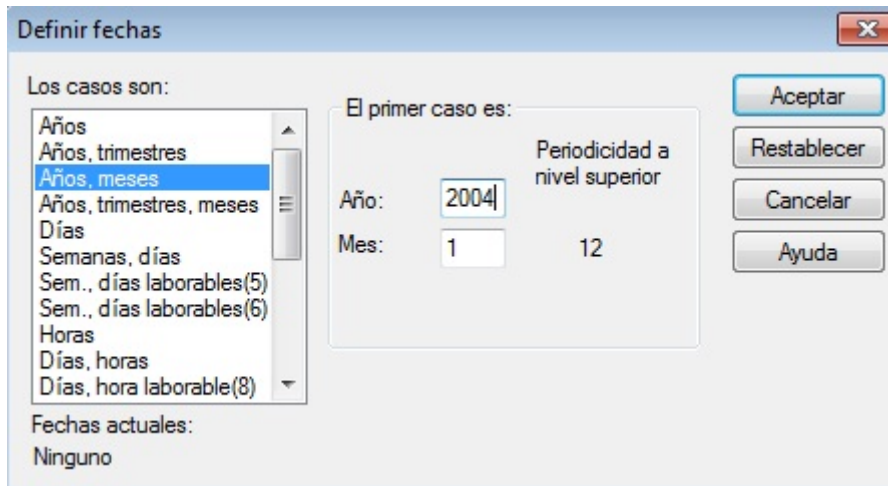 Definir fechas
Los casos son:
Años
Años, trimestres
Años, meses
Años, trimestres, meses
Días
Semanas, días
Sem., días laborables(5)
Sem., días laborables(6)
Horas
Días, horas
Días, hora laborable(8)
Fechas actuales:
Ninguno
El primer caso es:
Periodicidad a
nivel superior
Año: 2004
Mes: 1 12
Aceptar
Restablecer
Cancelar
Ayuda